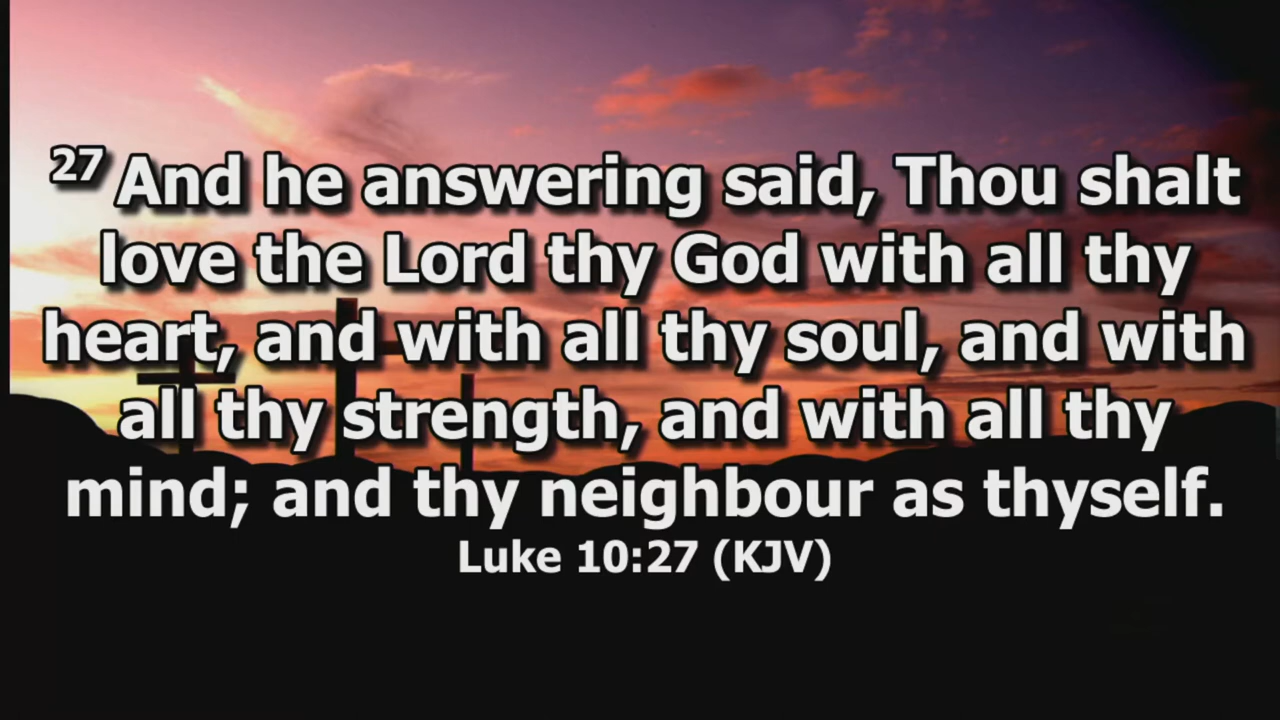 27 And he answering said, Thou shalt
love the Lord thy God with all thy
heart, and with all thy soul, and with
all thy strength, and with all thy
mind; and thy neighbour as thyself.
Luke 10:27 (KJV)